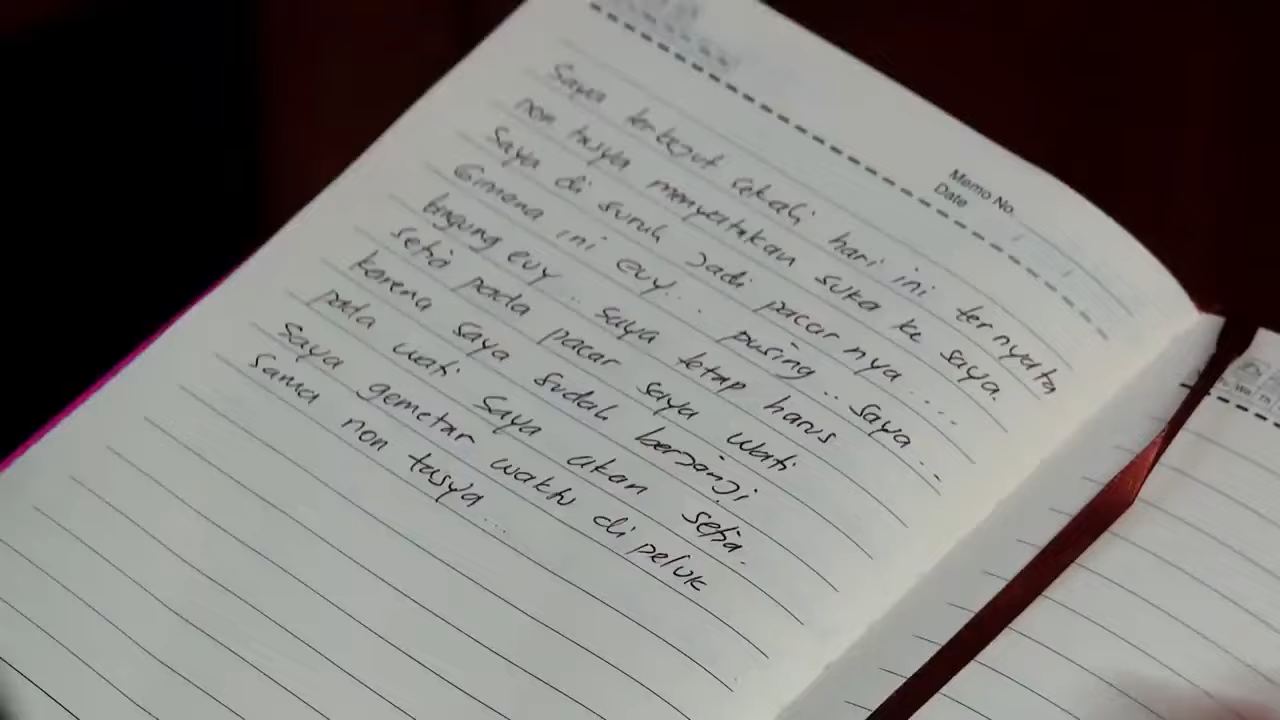 Memo No.
Date
Saya terkejut sekali hari ini ternyata
non tasya menyatakan suka ke saya.
Saya di suruh jadi pacar nya ....
Gimana ini euy.. pusing .. saya ..
bingung euy .. saya tetap harus
setia pada pacar saya wati
karena saya sudah berjanji
pada wati saya akan setia.
Saya gemetar waktu di peluk
sama non tasya ...